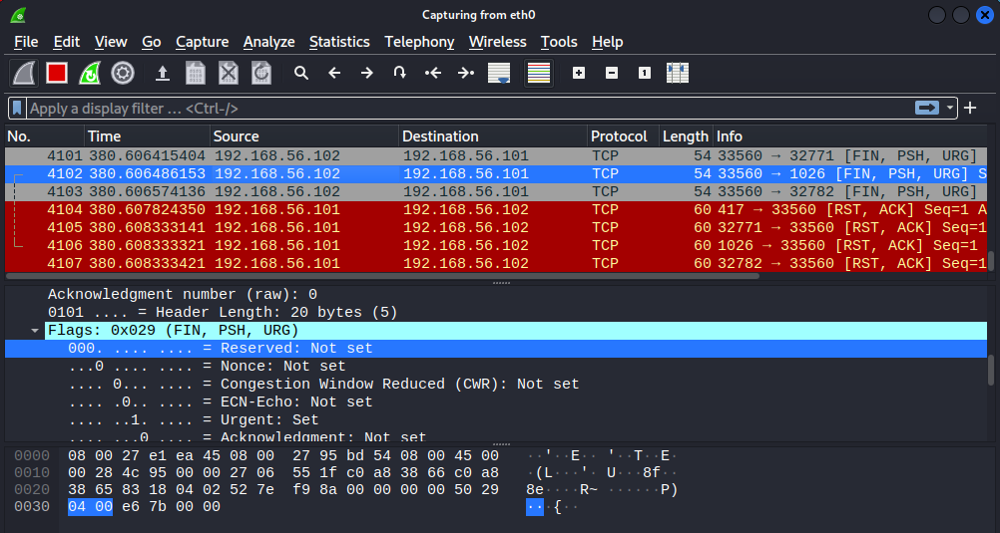 Capturing from eth0
File Edit View Go Capture Analyze Statistics Telephony Wireless Tools Help
Apply a display filter … <Ctrl-/>
No. Time Source Destination Protocol Length Info
4101 380.606415404 192.168.56.102 192.168.56.101 TCP 54 33560 → 32771 [FIN, PSH, URG]
4102 380.606486153 192.168.56.102 192.168.56.101 TCP 54 33560 → 1026 [FIN, PSH, URG] S
4103 380.606574136 192.168.56.102 192.168.56.101 TCP 54 33560 → 32782 [FIN, PSH, URG]
4104 380.607824350 192.168.56.101 192.168.56.102 TCP 60 417 → 33560 [RST, ACK] Seq=1 A
4105 380.608333141 192.168.56.101 192.168.56.102 TCP 60 32771 → 33560 [RST, ACK] Seq=1
4106 380.608333321 192.168.56.101 192.168.56.102 TCP 60 1026 → 33560 [RST, ACK] Seq=1
4107 380.608333421 192.168.56.101 192.168.56.102 TCP 60 32782 → 33560 [RST, ACK] Seq=1
Acknowledgment number (raw): 0
0101 .... = Header Length: 20 bytes (5)
Flags: 0x029 (FIN, PSH, URG)
000. .... .... = Reserved: Not set
...0 .... .... = Nonce: Not set
.... 0... .... = Congestion Window Reduced (CWR): Not set
.... .0.. .... = ECN-Echo: Not set
.... ..1. .... = Urgent: Set
.... ...0 .... = Acknowledgment: Not set
0000 08 00 27 e1 ea 45 08 00 27 95 bd 54 08 00 45 00 ··'··E·· '··T··E·
0010 00 28 4c 95 00 00 27 06 55 1f c0 a8 38 66 c0 a8 ·(L···'· U···8f··
0020 38 65 83 18 04 02 52 7e f9 8a 00 00 00 00 50 29 8e····R~ ······P)
0030 04 00 e6 7b 00 00 ···{··